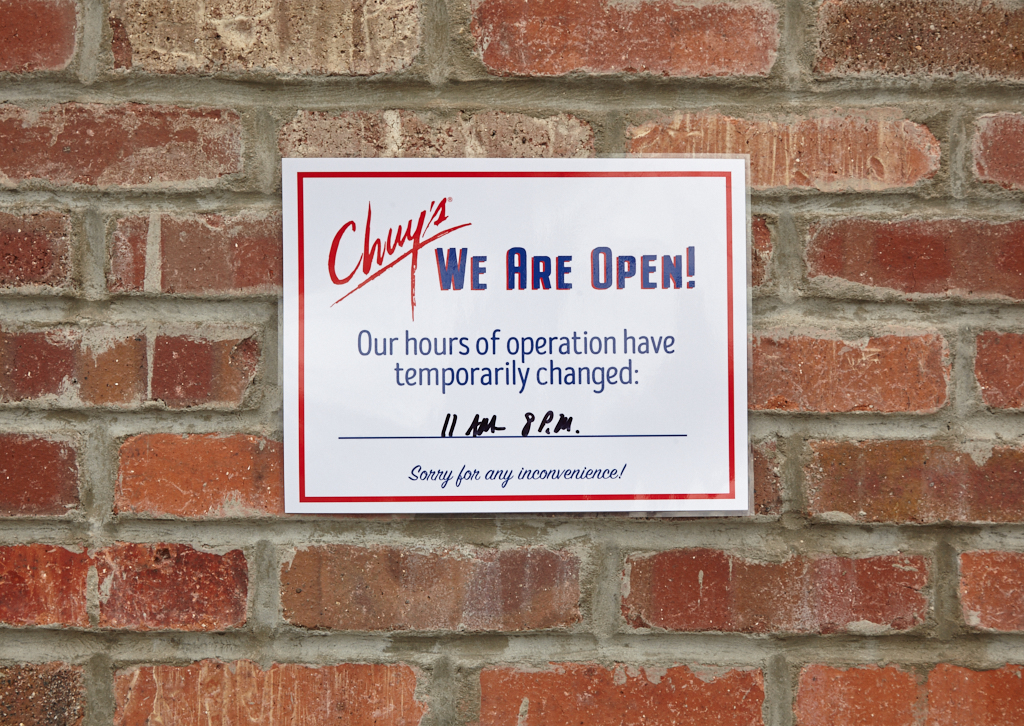 Chuy's®
WE ARE OPEN!
Our hours of operation have
temporarily changed:
11 AM - 8 P.M.
Sorry for any inconvenience!